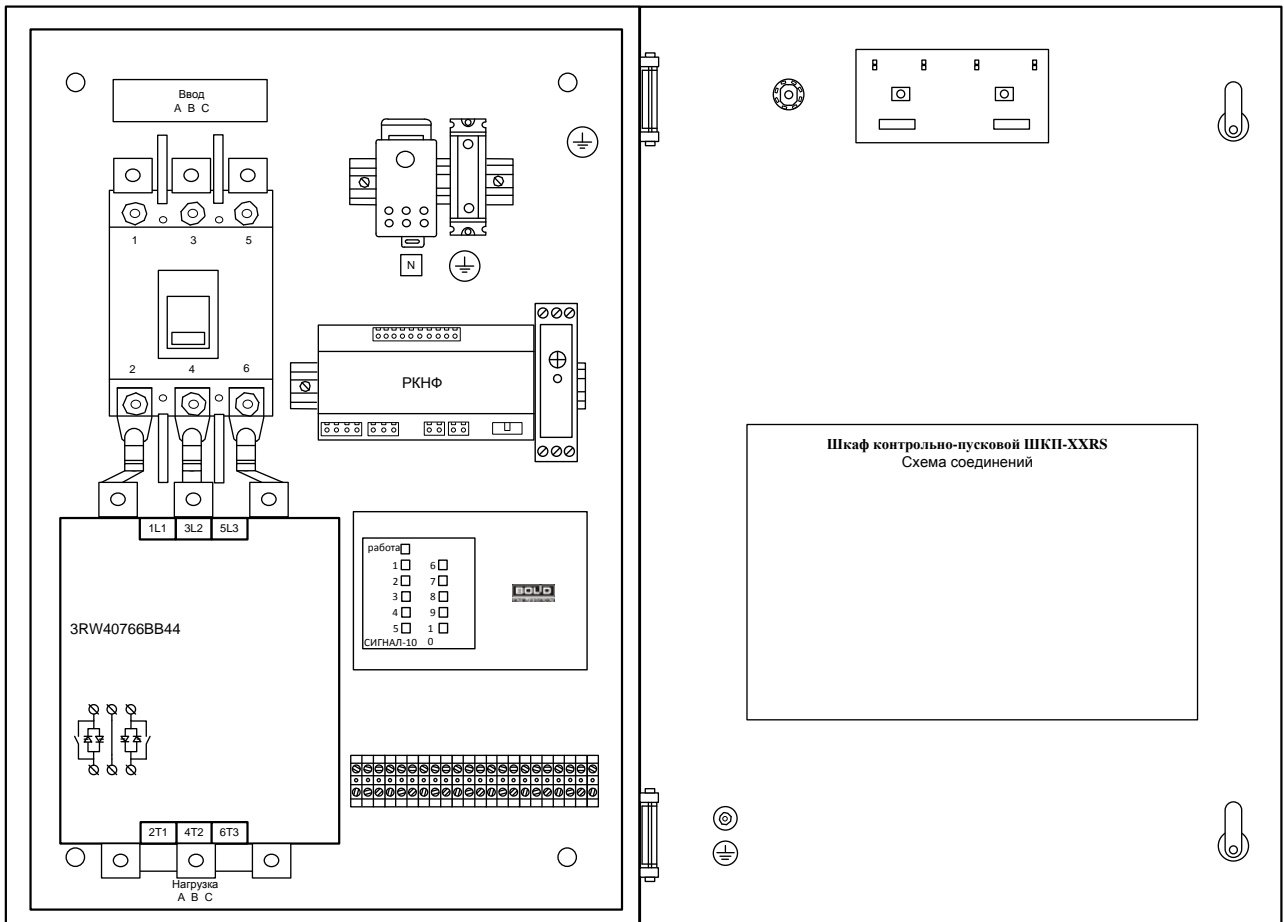 Ввод
A B C
1 3 5
2 4 6
N
РКНФ
Шкаф контрольно-пусковой ШКП-XXRS
Схема соединений
1L1 3L2 5L3
3RW40766BB44
работа
1 6
2 7
3 8
4 9
5 1
СИГНАЛ-10 0
BOLID
2T1 4T2 6T3
Нагрузка
A B C